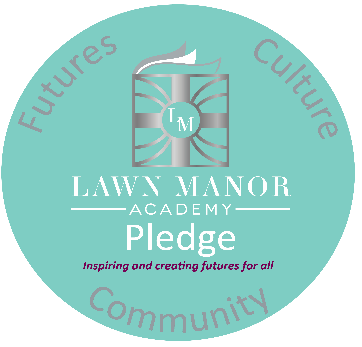 Futures
Culture
LM
LAWN MANOR
ACADEMY
Pledge
Inspiring and creating futures for all
Community